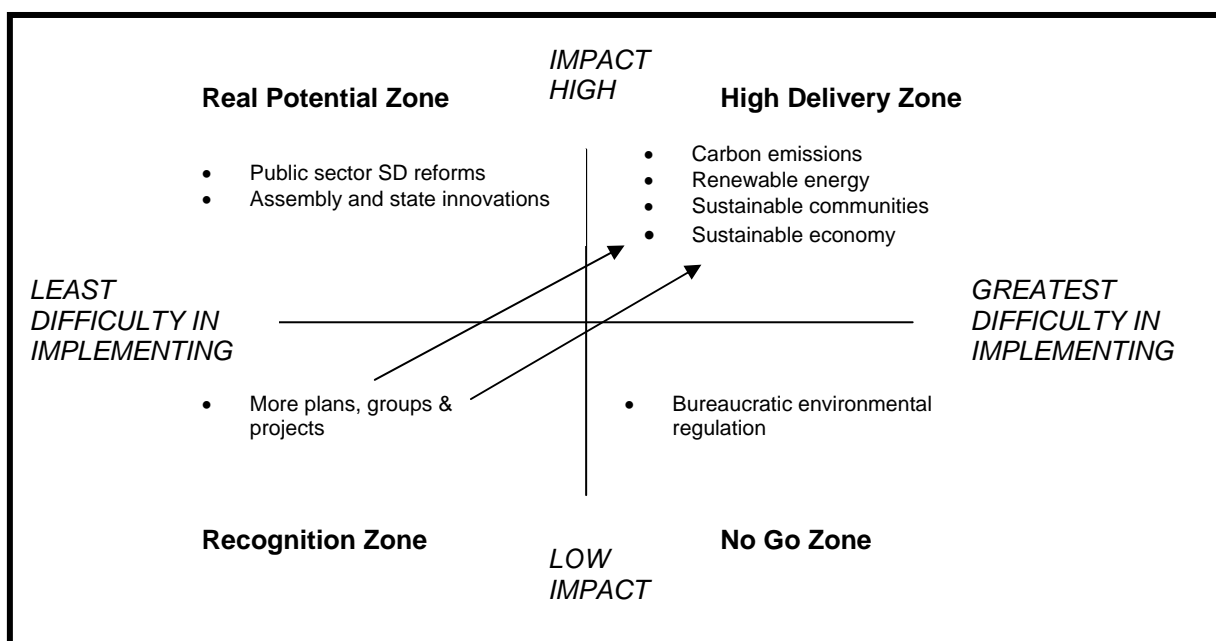 IMPACT
HIGH
Real Potential Zone
High Delivery Zone
• Public sector SD reforms
• Assembly and state innovations
• Carbon emissions
• Renewable energy
• Sustainable communities
• Sustainable economy
LEAST
DIFFICULTY IN
IMPLEMENTING
GREATEST
DIFFICULTY IN
IMPLEMENTING
• More plans, groups &
projects
• Bureaucratic environmental
regulation
Recognition Zone
No Go Zone
LOW
IMPACT